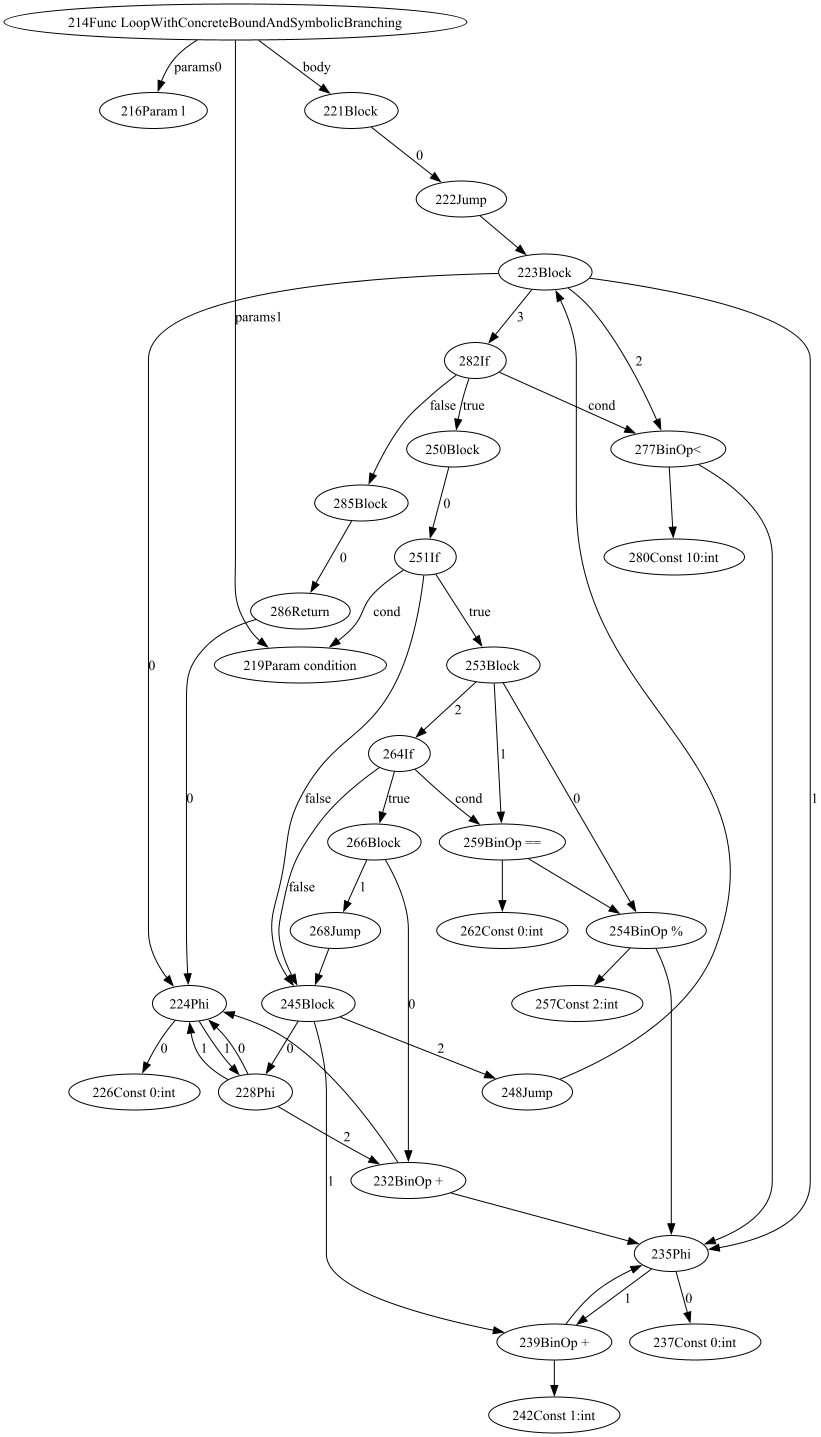 214Func LoopWithConcreteBoundAndSymbolicBranching
params0
body
216Param l
221Block
0
222Jump
223Block
params1
3
2
282If
false
true
cond
250Block
277BinOp<
285Block
0
251If
280Const 10:int
0
286Return
cond
true
0
219Param condition
253Block
2
264If
1
0
0
false
1
true
cond
266Block
259BinOp ==
false
1
268Jump
262Const 0:int
254BinOp %
224Phi
245Block
0
257Const 2:int
0
1
1
0
0
2
226Const 0:int
228Phi
248Jump
2
232BinOp +
1
235Phi
1
0
239BinOp +
237Const 0:int
242Const 1:int